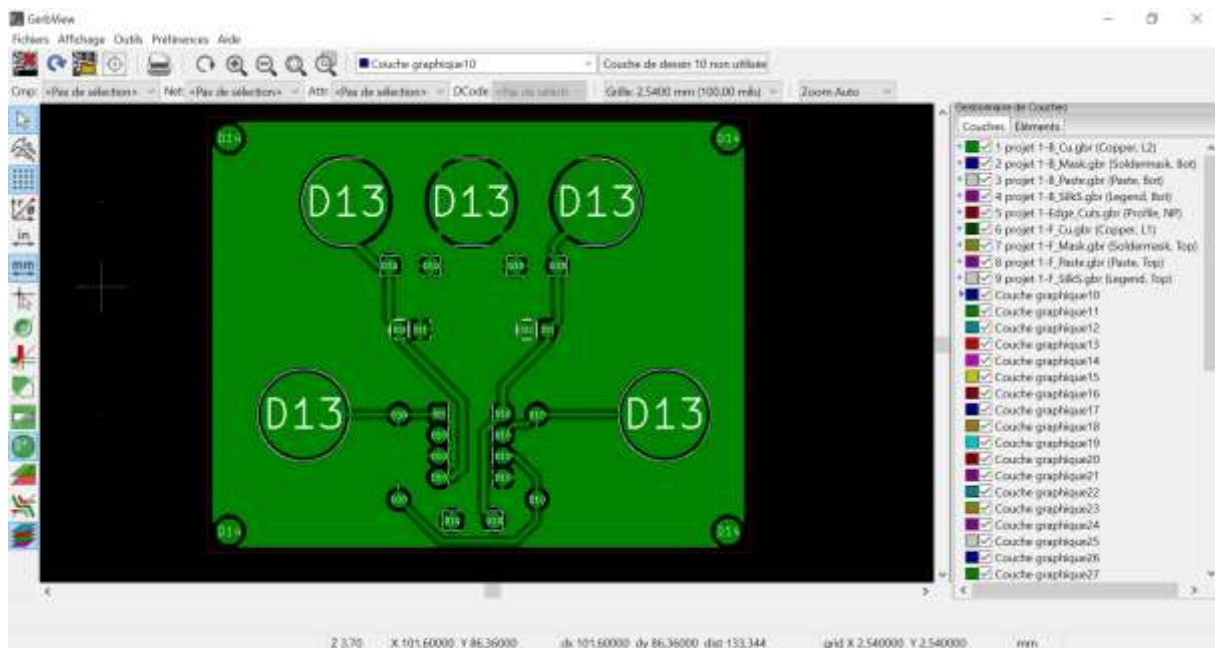 GerbView
Fichiers Affichage Outils Préférences Aide
Couche graphique10 Couche de dessin 10 non utilisée
Cmp: <Pas de sélection> Net: <Pas de sélection> Attr: <Pas de sélection> DCode: Grille: 2,5400 mm (100,00 mils) Zoom Auto
Gestionnaire de Couches
Couches Eléments
1 projet 1-B_Cu.gbr (Copper, L2)
2 projet 1-B_Mask.gbr (Soldermask, Bot)
3 projet 1-B_Paste.gbr (Paste, Bot)
4 projet 1-B_SilkS.gbr (Legend, Bot)
5 projet 1-Edge_Cuts.gbr (Profile, NP)
6 projet 1-F_Cu.gbr (Copper, L1)
7 projet 1-F_Mask.gbr (Soldermask, Top)
8 projet 1-F_Paste.gbr (Paste, Top)
9 projet 1-F_SilkS.gbr (Legend, Top)
Couche graphique10
Couche graphique11
Couche graphique12
Couche graphique13
Couche graphique14
Couche graphique15
Couche graphique16
Couche graphique17
Couche graphique18
Couche graphique19
Couche graphique20
Couche graphique21
Couche graphique22
Couche graphique23
Couche graphique24
Couche graphique25
Couche graphique26
Couche graphique27
in
mm
D14 D14
D13 D13 D13
D13 D13
D14 D14
Z 3.70 X 101.60000 Y 86.36000 dx 101.60000 dy 86.36000 dist 133.344 grid X 2.540000 Y 2.540000 mm